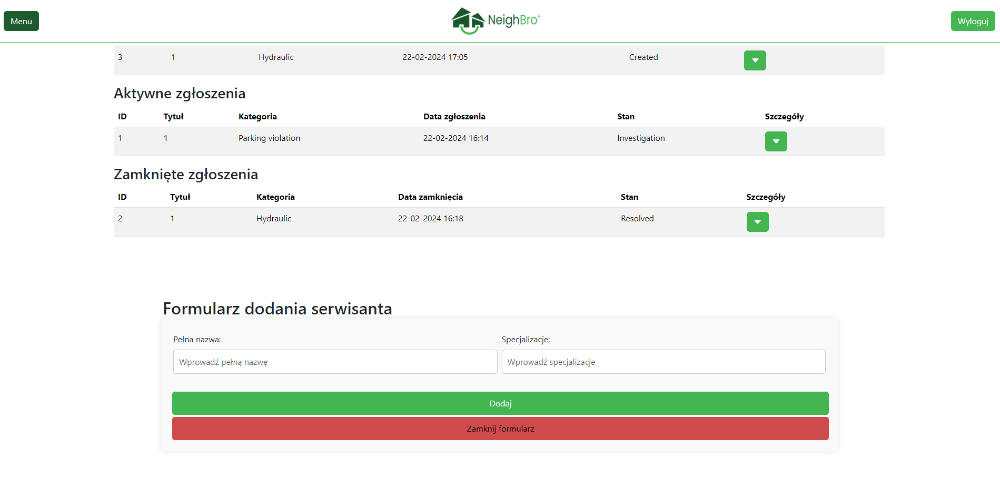 Menu
NeighBro™
Wyloguj
3 1 Hydraulic 22-02-2024 17:05 Created
Aktywne zgłoszenia
ID Tytuł Kategoria Data zgłoszenia Stan Szczegóły
1 1 Parking violation 22-02-2024 16:14 Investigation
Zamknięte zgłoszenia
ID Tytuł Kategoria Data zamknięcia Stan Szczegóły
2 1 Hydraulic 22-02-2024 16:18 Resolved
Formularz dodania serwisanta
Pełna nazwa: Specjalizacje:
Wprowadź pełną nazwę Wprowadź specjalizacje
Dodaj
Zamknij formularz